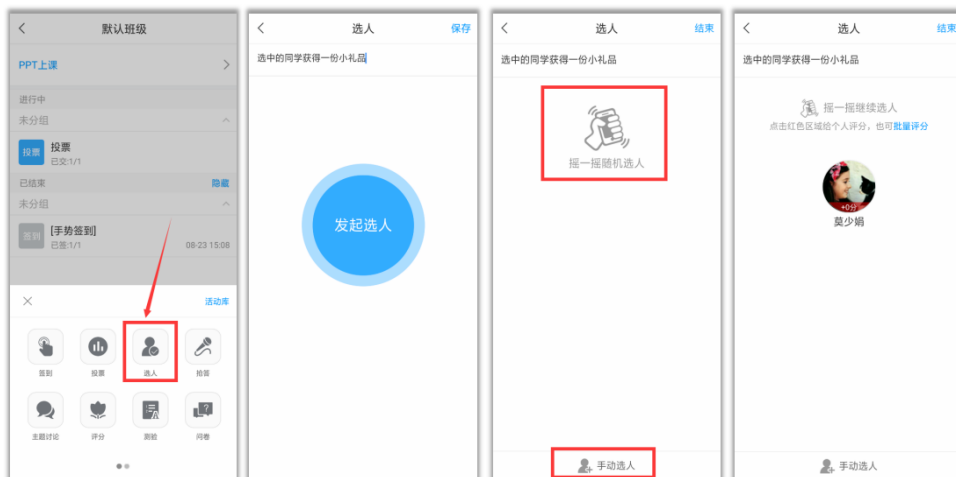 默认班级
PPT上课
进行中
未分组
投票
投票
已交:1/1
已结束
隐藏
未分组
签到
[手势签到]
已签:1/1
08-23 15:08
活动库
签到
投票
选人
抢答
主题讨论
评分
测验
问卷
选人
保存
选中的同学获得一份小礼品
发起选人
选人
结束
选中的同学获得一份小礼品
摇一摇随机选人
手动选人
选人
结束
选中的同学获得一份小礼品
摇一摇继续选人
点击红色区域给个人评分，也可批量评分
+0分
莫少娟
手动选人